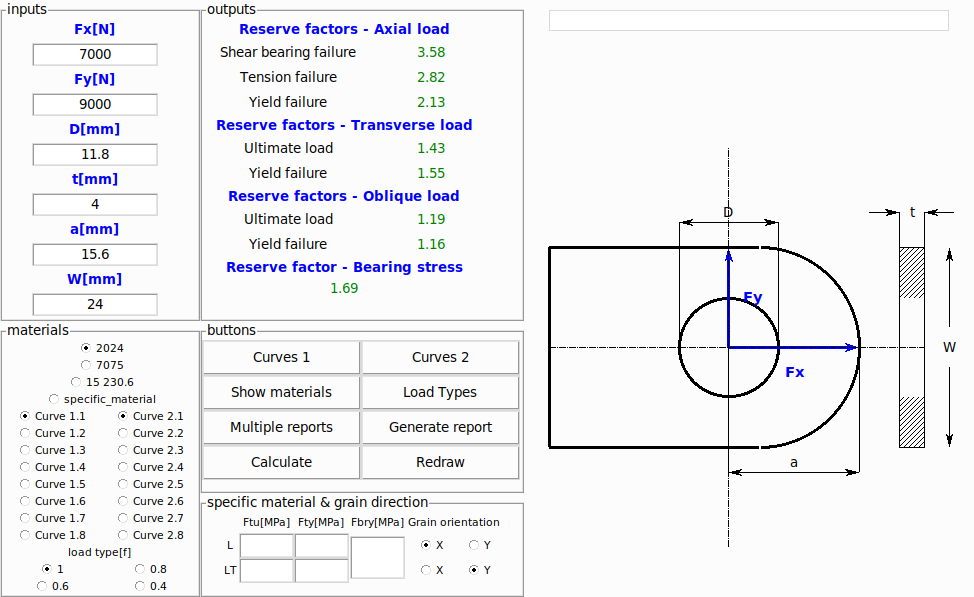 inputs
Fx[N]
7000
Fy[N]
9000
D[mm]
11.8
t[mm]
4
a[mm]
15.6
W[mm]
24
outputs
Reserve factors - Axial load
Shear bearing failure 3.58
Tension failure 2.82
Yield failure 2.13
Reserve factors - Transverse load
Ultimate load 1.43
Yield failure 1.55
Reserve factors - Oblique load
Ultimate load 1.19
Yield failure 1.16
Reserve factor - Bearing stress
1.69
materials
2024
7075
15 230.6
specific_material
Curve 1.1 Curve 2.1
Curve 1.2 Curve 2.2
Curve 1.3 Curve 2.3
Curve 1.4 Curve 2.4
Curve 1.5 Curve 2.5
Curve 1.6 Curve 2.6
Curve 1.7 Curve 2.7
Curve 1.8 Curve 2.8
load type[f]
1 0.8
0.6 0.4
buttons
Curves 1 Curves 2
Show materials Load Types
Multiple reports Generate report
Calculate Redraw
specific material & grain direction
Ftu[MPa] Fty[MPa] Fbry[MPa] Grain orientation
L X Y
LT X Y
D
t
Fy
W
Fx
a